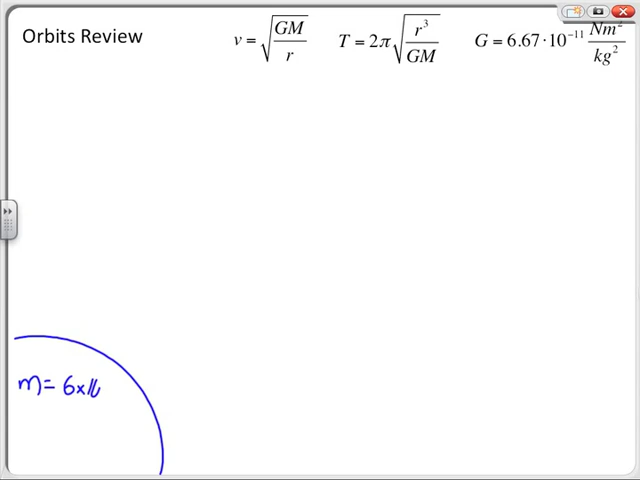 Orbits Review
v = √(GM/r)
T = 2π√(r³/GM)
G = 6.67·10⁻¹¹ Nm²/kg²
m = 6x1